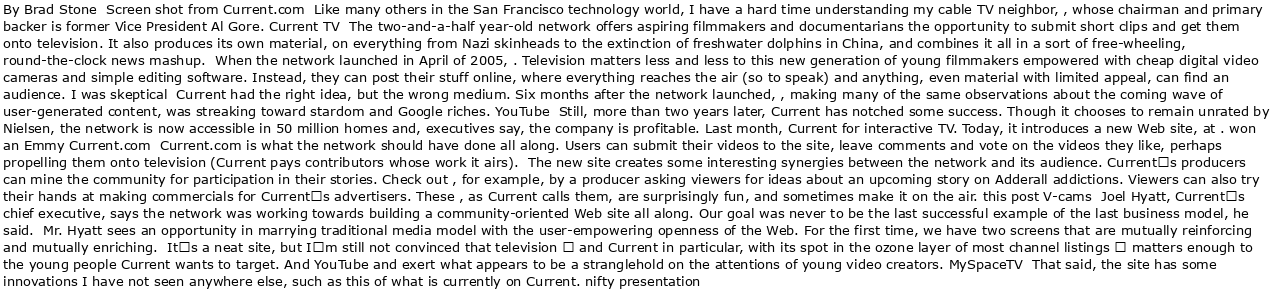 By Brad Stone  Screen shot from Current.com  Like many others in the San Francisco technology world, I have a hard time understanding my cable TV neighbor, , whose chairman and primary
backer is former Vice President Al Gore. Current TV  The two-and-a-half year-old network offers aspiring filmmakers and documentarians the opportunity to submit short clips and get them
onto television. It also produces its own material, on everything from Nazi skinheads to the extinction of freshwater dolphins in China, and combines it all in a sort of free-wheeling,
round-the-clock news mashup.  When the network launched in April of 2005, . Television matters less and less to this new generation of young filmmakers empowered with cheap digital video
cameras and simple editing software. Instead, they can post their stuff online, where everything reaches the air (so to speak) and anything, even material with limited appeal, can find an
audience. I was skeptical  Current had the right idea, but the wrong medium. Six months after the network launched, , making many of the same observations about the coming wave of
user-generated content, was streaking toward stardom and Google riches. YouTube  Still, more than two years later, Current has notched some success. Though it chooses to remain unrated by
Nielsen, the network is now accessible in 50 million homes and, executives say, the company is profitable. Last month, Current for interactive TV. Today, it introduces a new Web site, at . won
an Emmy Current.com  Current.com is what the network should have done all along. Users can submit their videos to the site, leave comments and vote on the videos they like, perhaps
propelling them onto television (Current pays contributors whose work it airs).  The new site creates some interesting synergies between the network and its audience. Current□s producers
can mine the community for participation in their stories. Check out , for example, by a producer asking viewers for ideas about an upcoming story on Adderall addictions. Viewers can also try
their hands at making commercials for Current□s advertisers. These , as Current calls them, are surprisingly fun, and sometimes make it on the air. this post V-cams  Joel Hyatt, Current□s
chief executive, says the network was working towards building a community-oriented Web site all along. Our goal was never to be the last successful example of the last business model, he
said.  Mr. Hyatt sees an opportunity in marrying traditional media model with the user-empowering openness of the Web. For the first time, we have two screens that are mutually reinforcing
and mutually enriching.  It□s a neat site, but I□m still not convinced that television □ and Current in particular, with its spot in the ozone layer of most channel listings □ matters enough to
the young people Current wants to target. And YouTube and exert what appears to be a stranglehold on the attentions of young video creators. MySpaceTV  That said, the site has some
innovations I have not seen anywhere else, such as this of what is currently on Current. nifty presentation